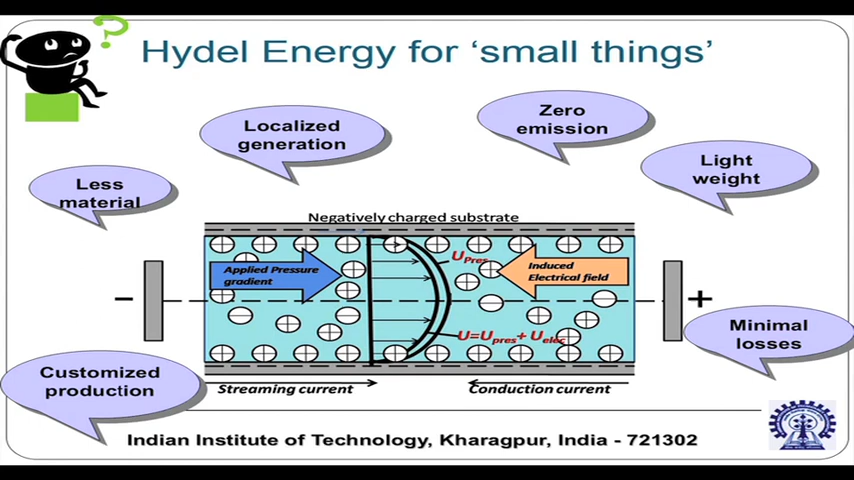 Hydel Energy for 'small things'
Localized
generation
Zero
emission
Less
material
Light
weight
Negatively charged substrate
Applied Pressure
gradient
U Pres
Induced
Electrical field
U=Upres+ Uelec
Minimal
losses
Customized
production
Streaming current
Conduction current
Indian Institute of Technology, Kharagpur, India - 721302